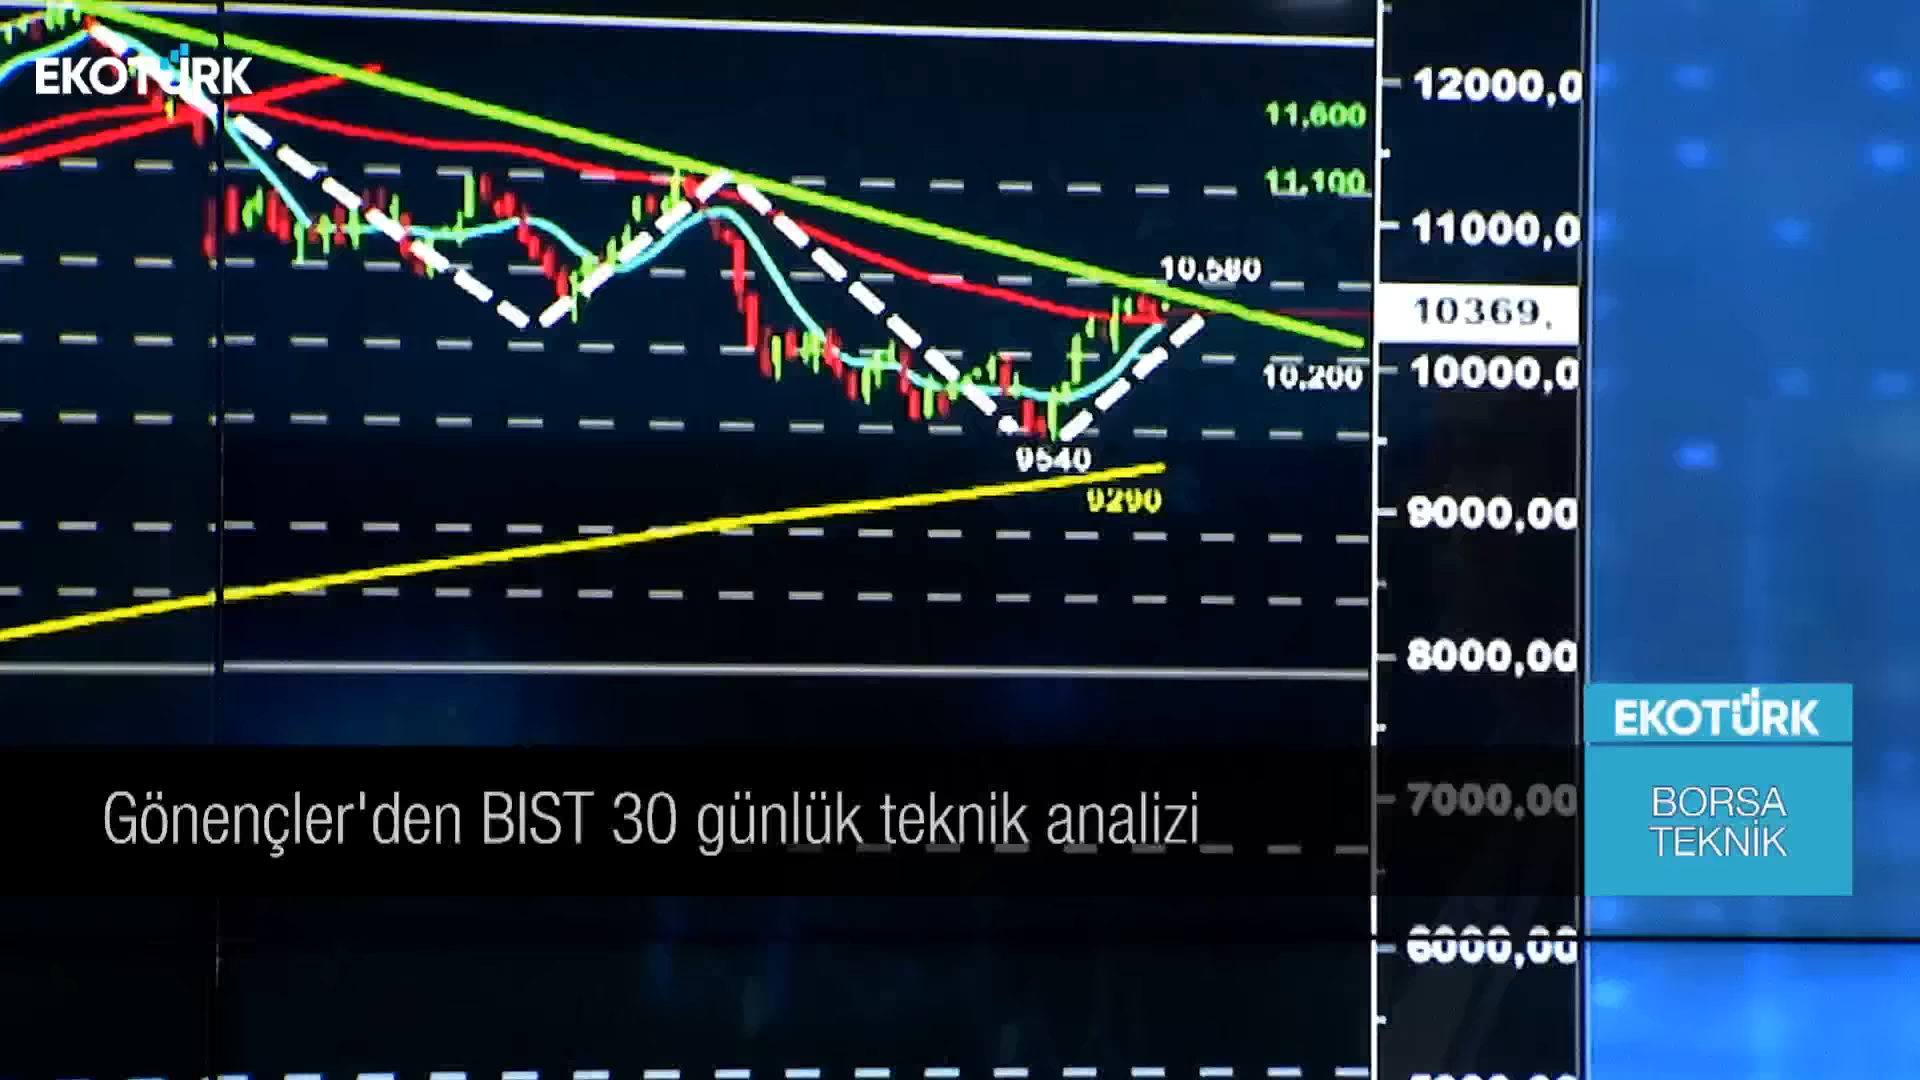 EKOTÜRK
12000,0
11,600
11,100
11000,0
10.580
10369,
10,200
10000,0
9540
9290
9000,00
8000,00
EKOTÜRK
7000,00
BORSA
TEKNİK
Gönençler'den BIST 30 günlük teknik analizi
6000,00